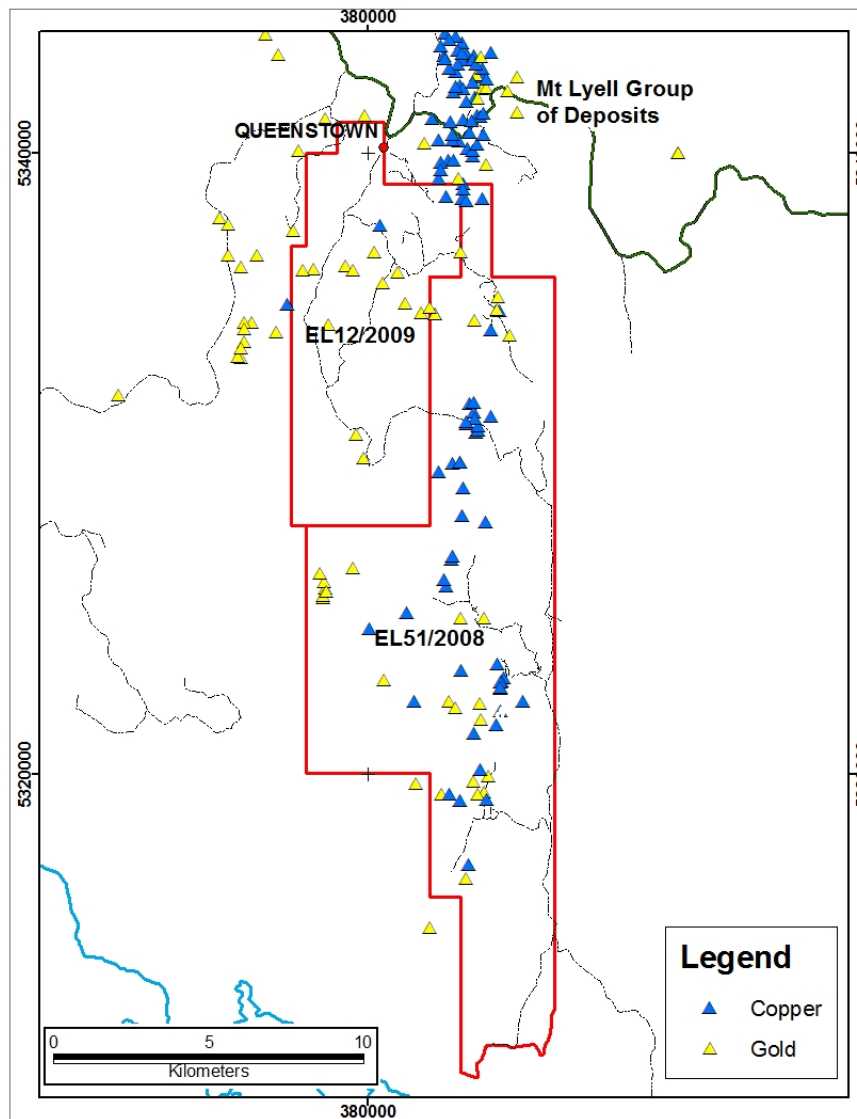 380000
Mt Lyell Group
of Deposits
QUEENSTOWN
5340000
EL12/2009
EL51/2008
5320000
Legend
Copper
Gold
0 5 10
Kilometers
380000